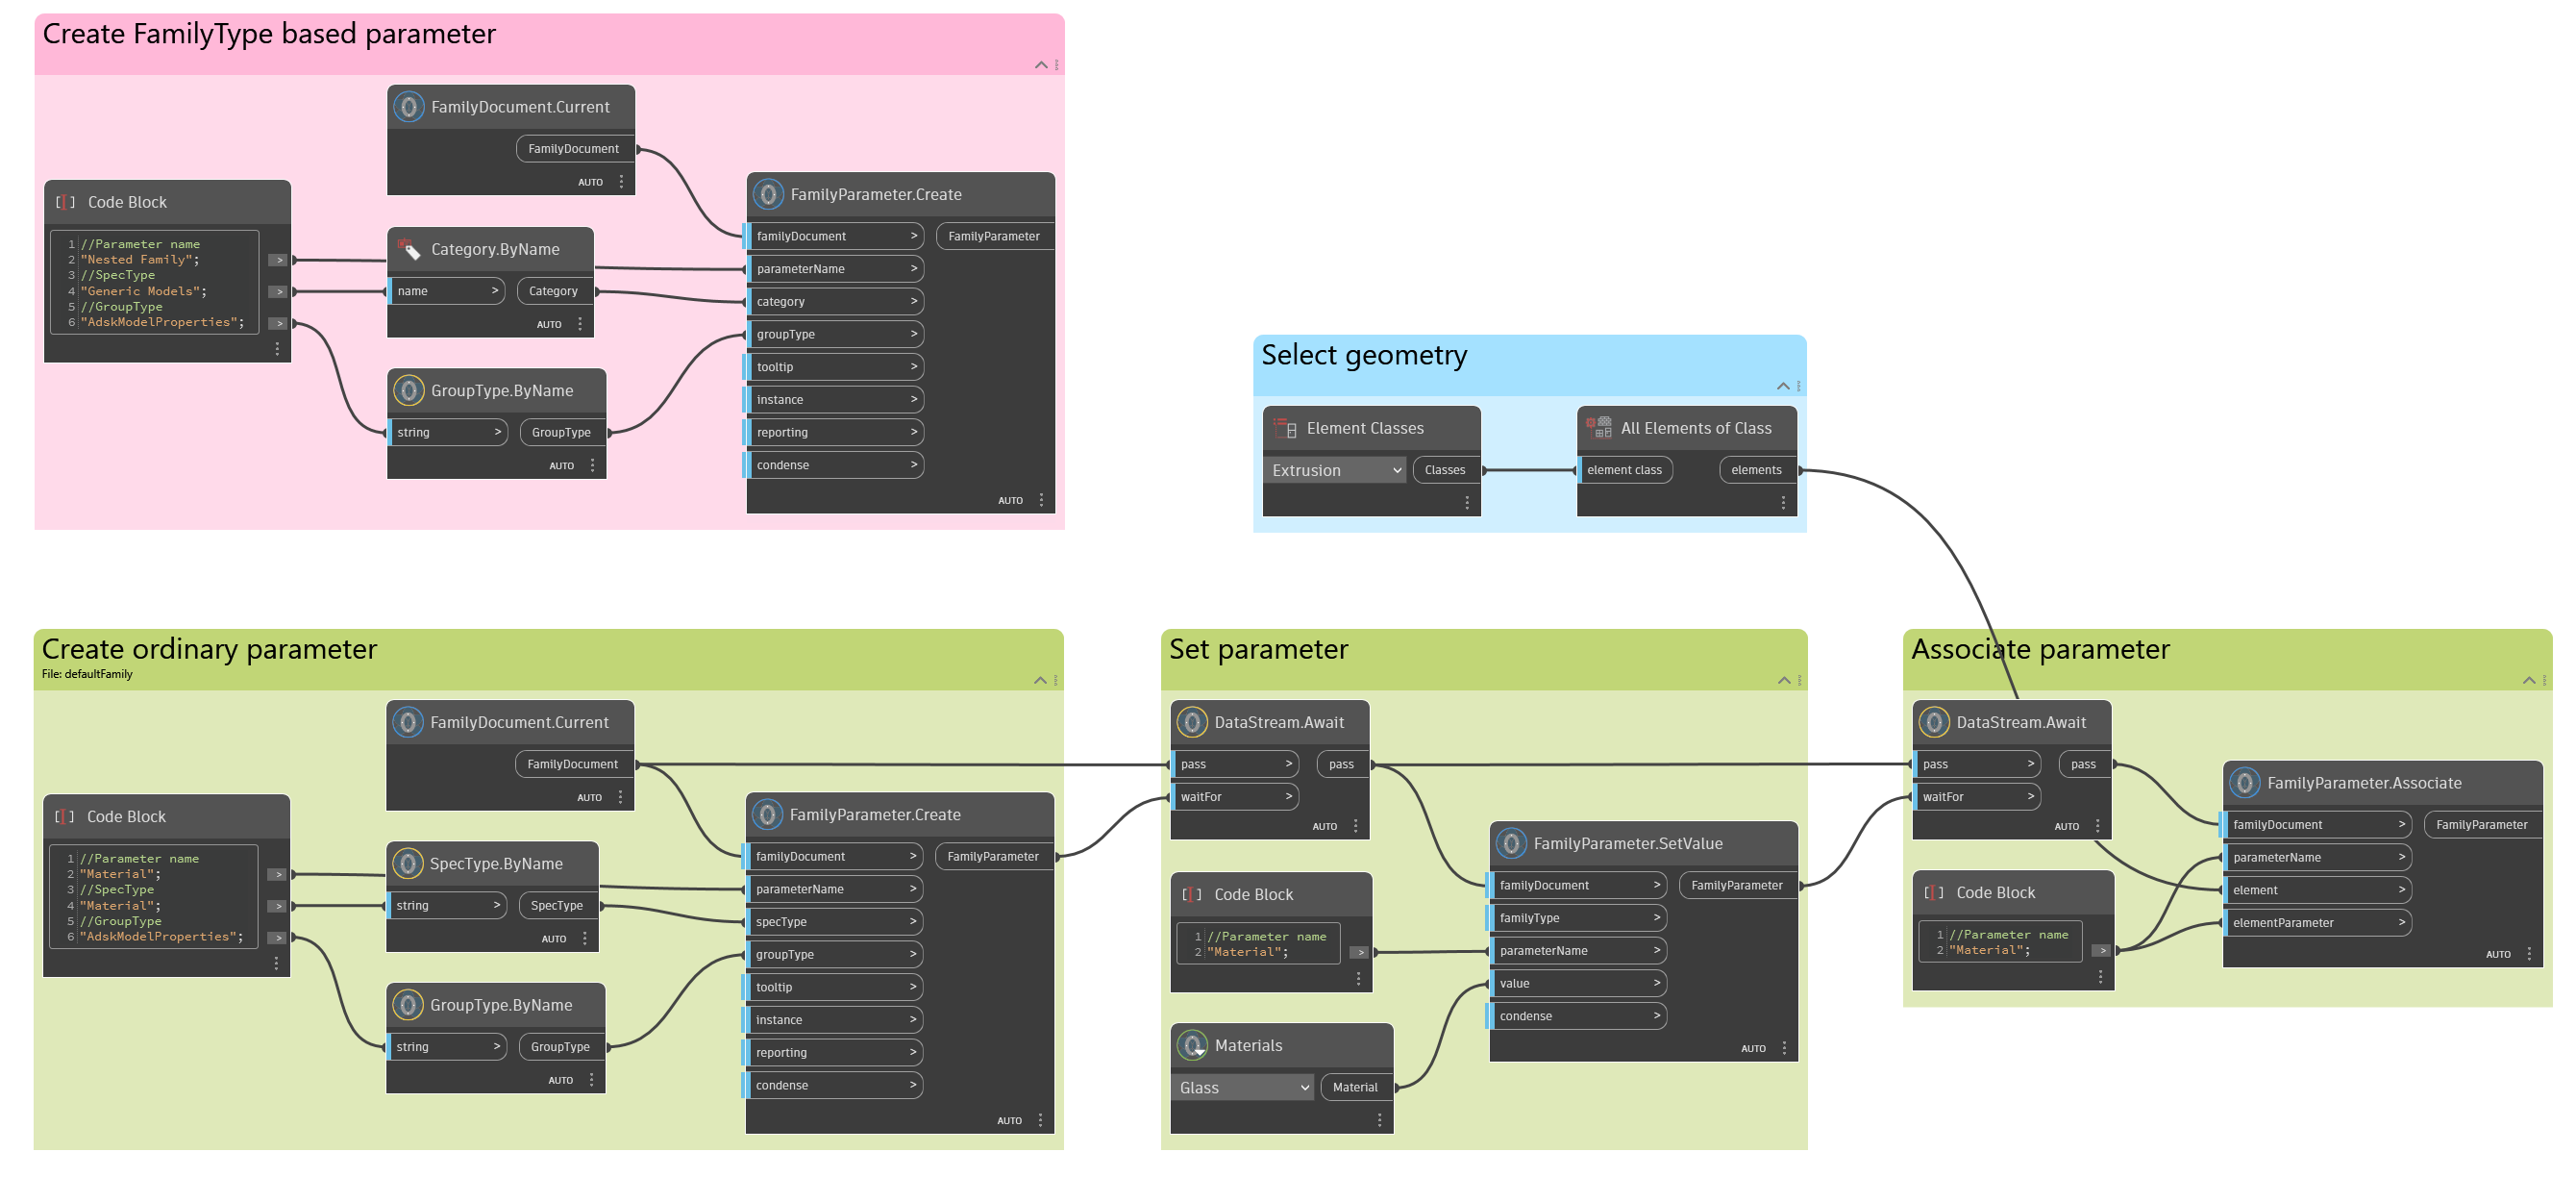 Create FamilyType based parameter
FamilyDocument.Current
FamilyDocument
AUTO
Code Block
1 //Parameter name
2 "Nested Family";
3 //SpecType
4 "Generic Models";
5 //GroupType
6 "AdskModelProperties";
>
>
>
Category.ByName
name >
Category
AUTO
GroupType.ByName
string >
GroupType
AUTO
FamilyParameter.Create
familyDocument >
FamilyParameter
parameterName >
category >
groupType >
tooltip >
instance >
reporting >
condense >
AUTO
Select geometry
Element Classes
Extrusion
Classes
All Elements of Class
element class
elements
Create ordinary parameter
File: defaultFamily
FamilyDocument.Current
FamilyDocument
AUTO
Code Block
1 //Parameter name
2 "Material";
3 //SpecType
4 "Material";
5 //GroupType
6 "AdskModelProperties";
>
>
>
SpecType.ByName
string >
SpecType
AUTO
GroupType.ByName
string >
GroupType
AUTO
FamilyParameter.Create
familyDocument >
FamilyParameter
parameterName >
specType >
groupType >
tooltip >
instance >
reporting >
condense >
AUTO
Set parameter
DataStream.Await
pass >
pass
waitFor >
AUTO
Code Block
1 //Parameter name
2 "Material";
>
Materials
Glass
Material
FamilyParameter.SetValue
familyDocument >
FamilyParameter
familyType >
parameterName >
value >
condense >
AUTO
Associate parameter
DataStream.Await
pass >
pass
waitFor >
AUTO
Code Block
1 //Parameter name
2 "Material";
>
FamilyParameter.Associate
familyDocument >
FamilyParameter
parameterName >
element >
elementParameter >
AUTO